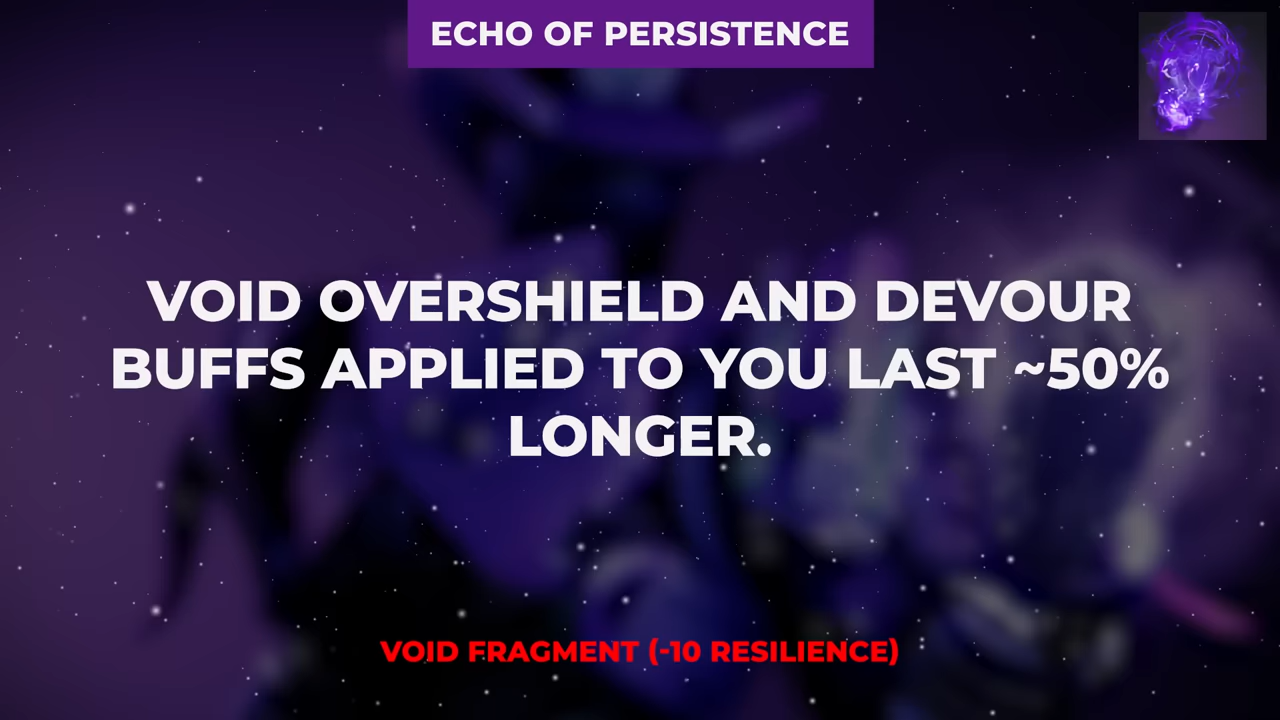 ECHO OF PERSISTENCE
VOID OVERSHIELD AND DEVOUR
BUFFS APPLIED TO YOU LAST ~50%
LONGER.
VOID FRAGMENT (-10 RESILIENCE)